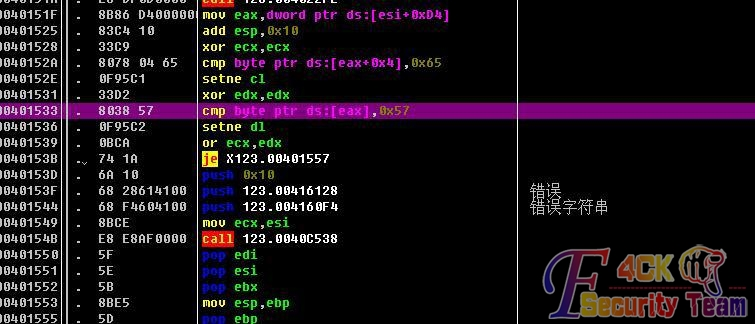 0040151F . 8B86 D4000000 mov eax,dword ptr ds:[esi+0xD4]
00401525 . 83C4 10 add esp,0x10
00401528 . 33C9 xor ecx,ecx
0040152A . 8078 04 65 cmp byte ptr ds:[eax+0x4],0x65
0040152E . 0F95C1 setne cl
00401531 . 33D2 xor edx,edx
00401533 . 8038 57 cmp byte ptr ds:[eax],0x57
00401536 . 0F95C2 setne dl
00401539 . 0BCA or ecx,edx
0040153B . 74 1A je X123.00401557
0040153D . 6A 10 push 0x10
0040153F . 68 28614100 push 123.00416128 错误
00401544 . 68 F4604100 push 123.004160F4 错误字符串
00401549 . 8BCE mov ecx,esi
0040154B . E8 E8AF0000 call 123.0040C538
00401550 . 5F pop edi
00401551 . 5E pop esi
00401552 . 5B pop ebx
00401553 . 8BE5 mov esp,ebp
00401555 . 5D pop ebp
F4CK
Security Team